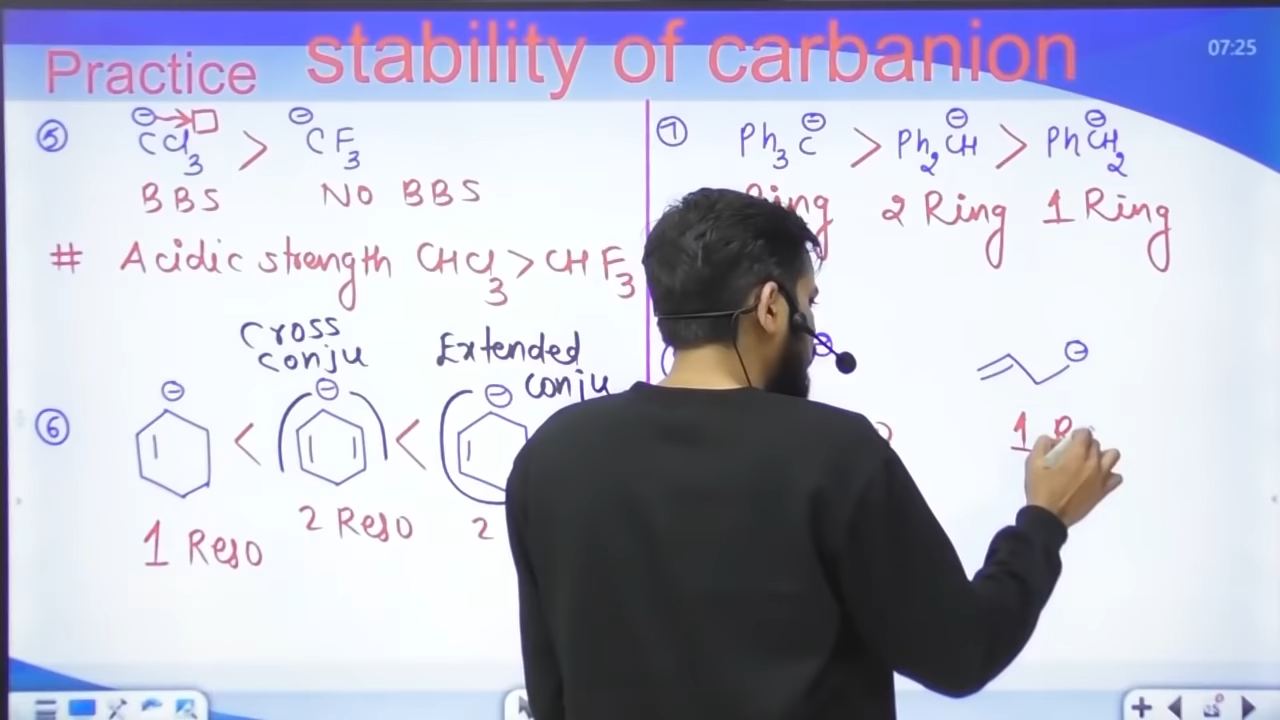 Practice stability of carbanion
07:25
⑤ ⊖CCl₃ > ⊖CF₃
BBS NO BBS
# Acidic strength CHCl₃ > CHF₃
Cross conju
Extended conju
⑥ ⊖ < ⊖ < ⊖
1 Reso 2 Reso 2
⑦ Ph₃C⊖ > Ph₂CH⊖ > PhCH₂⊖
Ring 2 Ring 1 Ring
⊖ ⊖
1